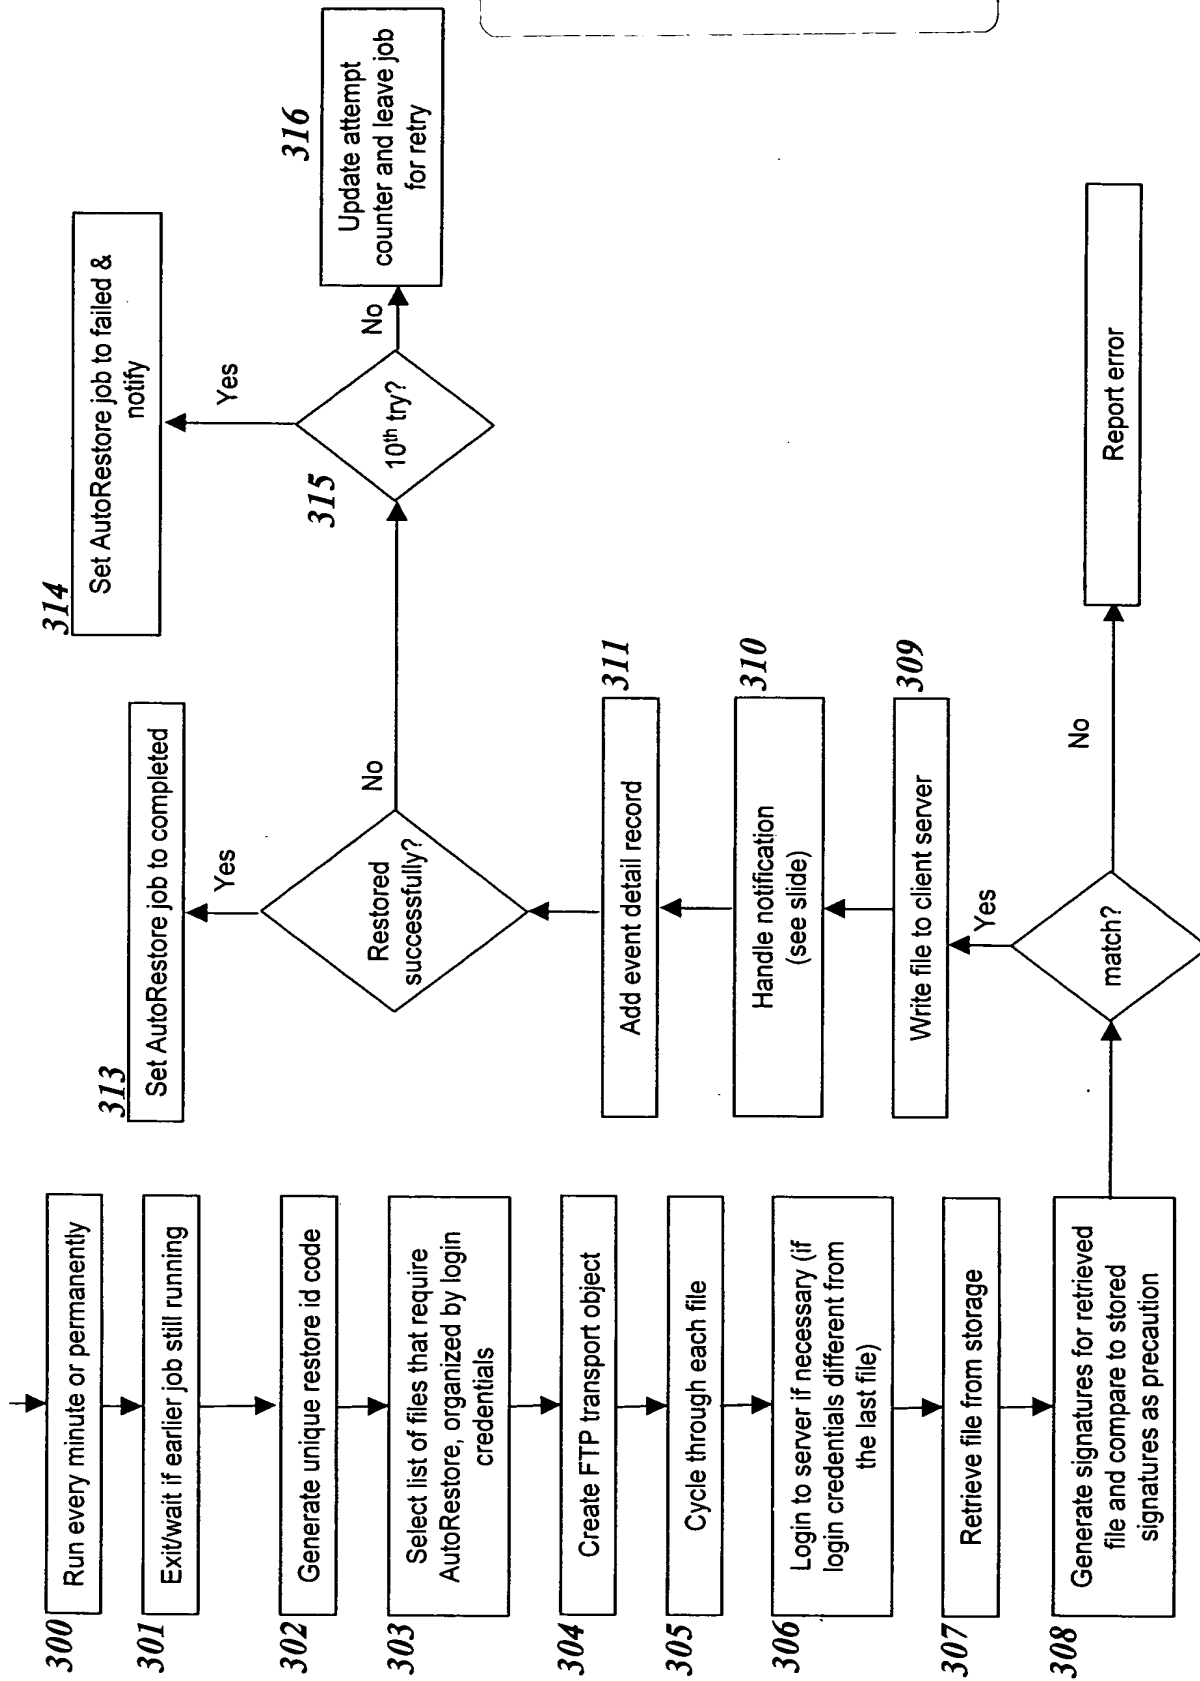 300
Run every minute or permanently
301
Exit/wait if earlier job still running
302
Generate unique restore id code
303
Select list of files that require
AutoRestore, organized by login
credentials
304
Create FTP transport object
305
Cycle through each file
306
Login to server if necessary (if
login credentials different from
the last file)
307
Retrieve file from storage
308
Generate signatures for retrieved
file and compare to stored
signatures as precaution
match?
No
Report error
Yes
Write file to client server
309
Handle notification
(see slide)
310
Add event detail record
311
Restored
successfully?
Yes
313
Set AutoRestore job to completed
No
315
10th try?
Yes
314
Set AutoRestore job to failed &
notify
No
316
Update attempt
counter and leave job
for retry